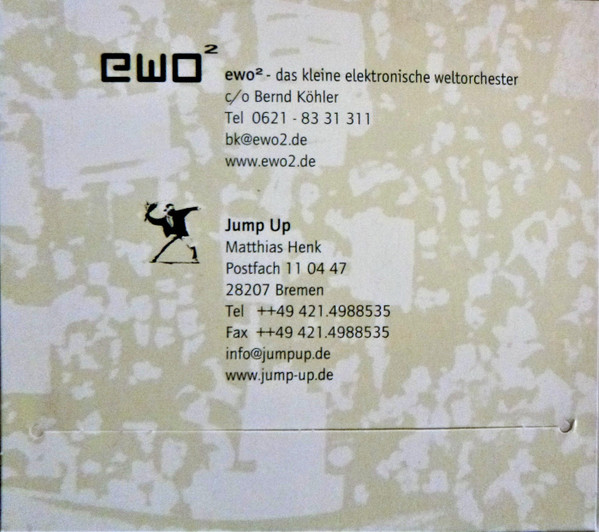 ewo²
ewo² - das kleine elektronische weltorchester
c/o Bernd Köhler
Tel 0621 - 83 31 311
bk@ewo2.de
www.ewo2.de
Jump Up
Matthias Henk
Postfach 11 04 47
28207 Bremen
Tel ++49 421.4988535
Fax ++49 421.4988535
info@jumpup.de
www.jump-up.de